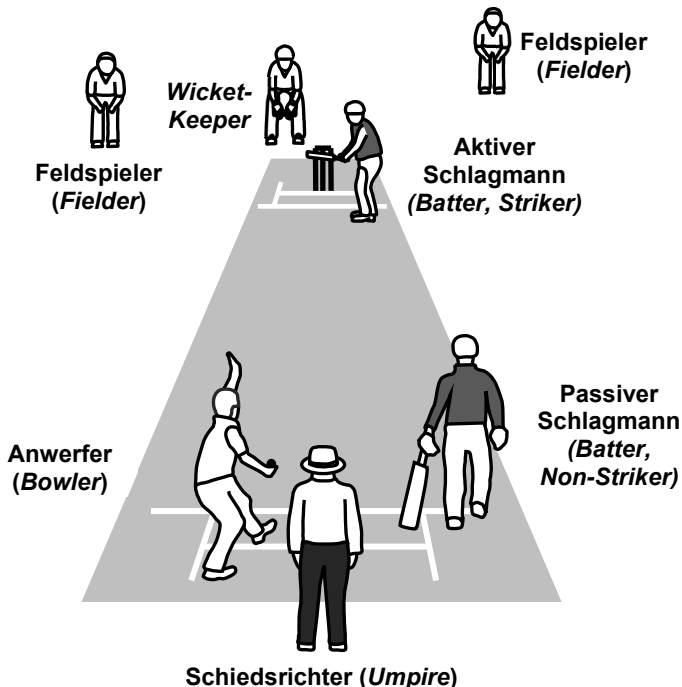 Feldspieler
(Fielder)
Wicket-
Keeper
Feldspieler
(Fielder)
Aktiver
Schlagmann
(Batter, Striker)
Anwerfer
(Bowler)
Passiver
Schlagmann
(Batter,
Non-Striker)
Schiedsrichter (Umpire)